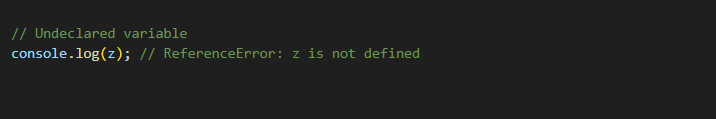 // Undeclared variable
console.log(z); // ReferenceError: z is not defined